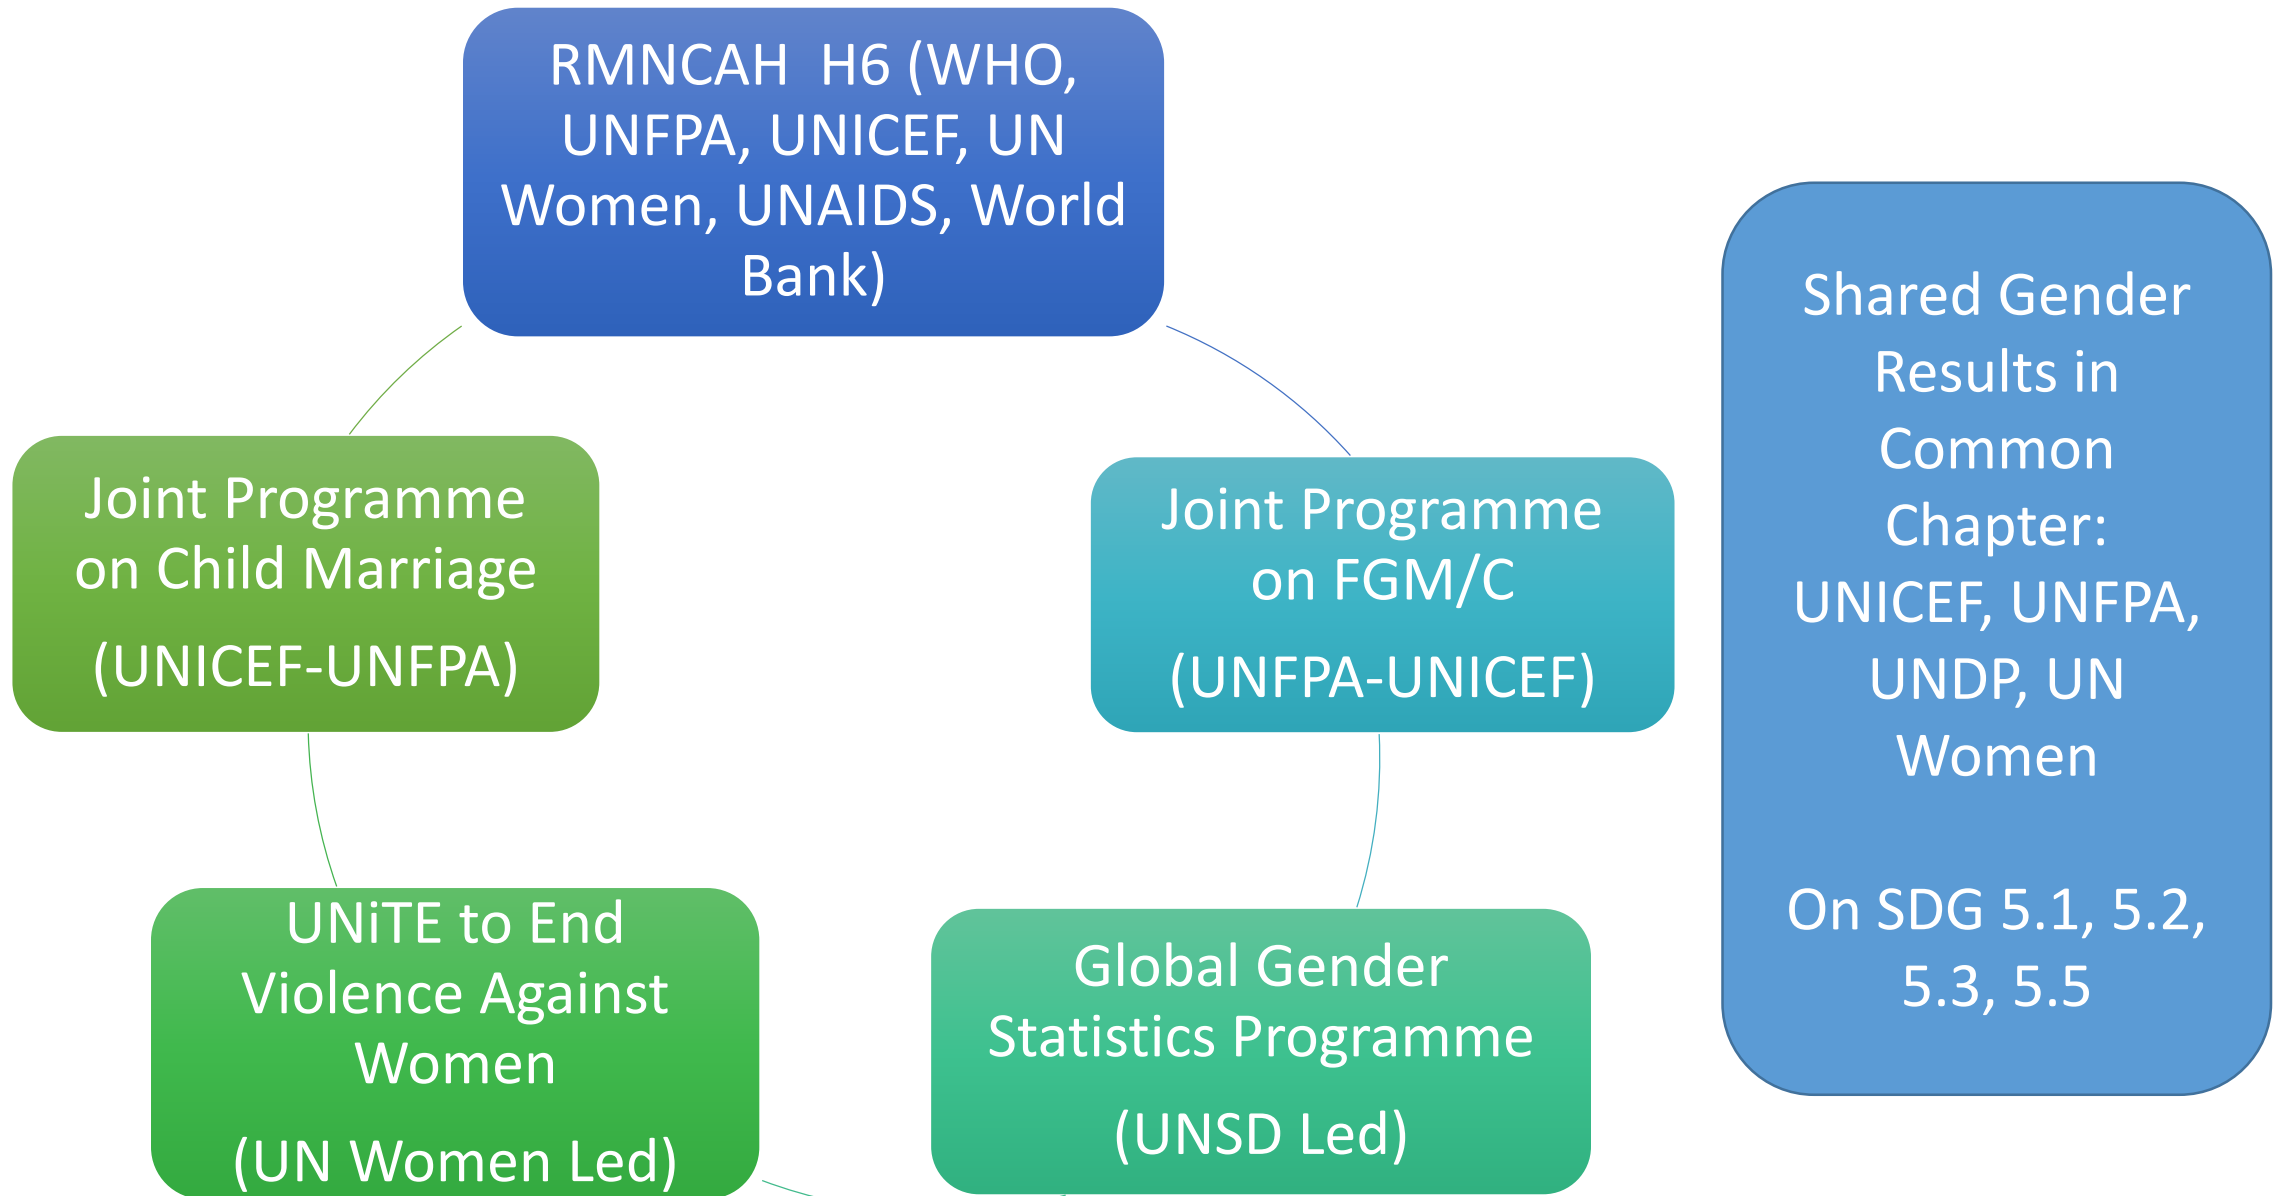 RMNCAH  H6 (WHO,
UNFPA, UNICEF, UN
Women, UNAIDS, World
Bank)
Joint Programme
on Child Marriage
(UNICEF-UNFPA)
Joint Programme
on FGM/C
(UNFPA-UNICEF)
UNiTE to End
Violence Against
Women
(UN Women Led)
Global Gender
Statistics Programme
(UNSD Led)
Shared Gender
Results in
Common
Chapter:
UNICEF, UNFPA,
UNDP, UN
Women
On SDG 5.1, 5.2,
5.3, 5.5